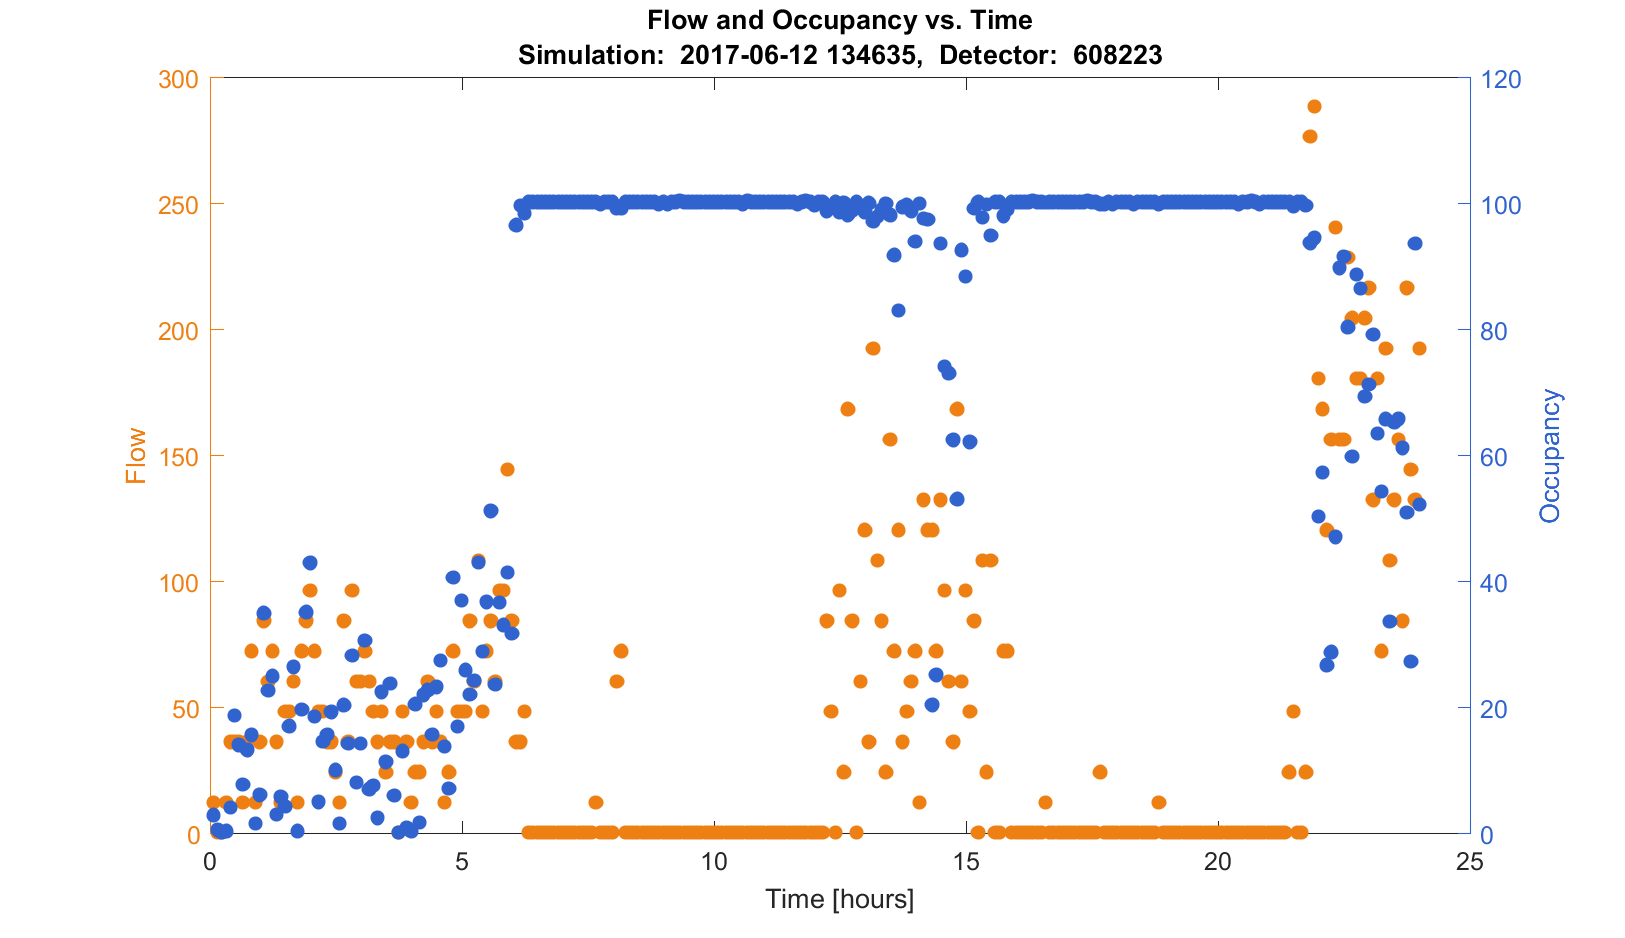 Flow and Occupancy vs. Time
Simulation:  2017-06-12 134635,  Detector:  608223
300
250
200
150
100
50
0
Flow
120
100
80
60
40
20
0
Occupancy
0 5 10 15 20 25
Time [hours]